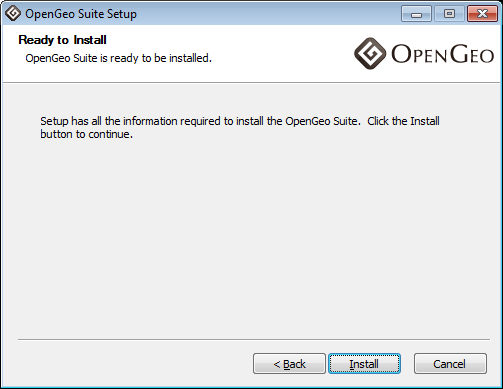 OpenGeo Suite Setup
Ready to Install
OpenGeo Suite is ready to be installed.
OPENGEO
Setup has all the information required to install the OpenGeo Suite.  Click the Install
button to continue.
< Back
Install
Cancel